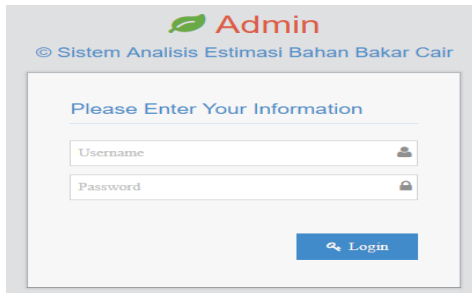 Admin
© Sistem Analisis Estimasi Bahan Bakar Cair
Please Enter Your Information
Username
Password
Login